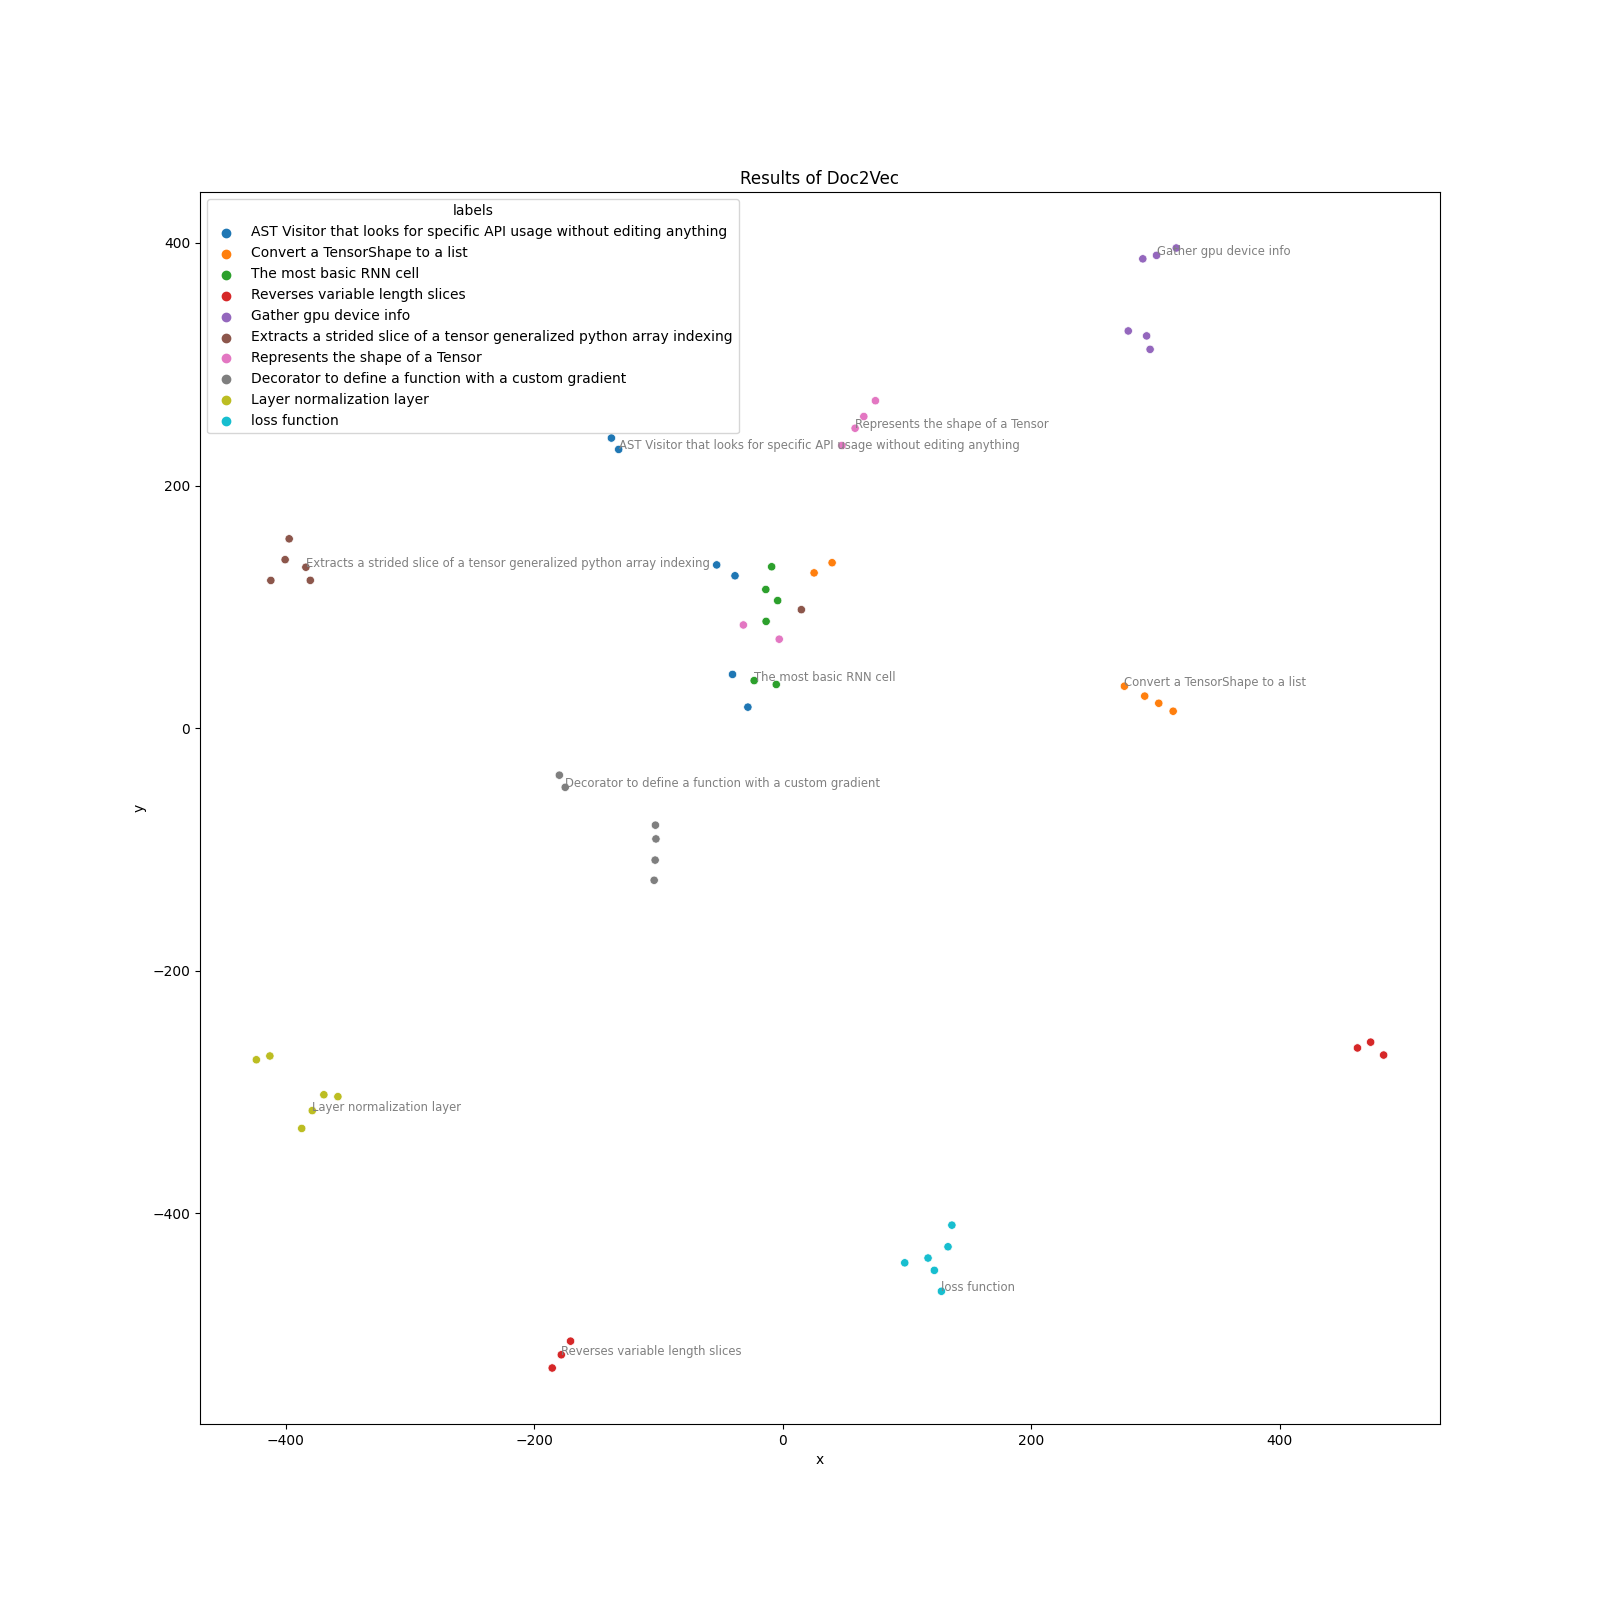 Results of Doc2Vec
labels
AST Visitor that looks for specific API usage without editing anything
Convert a TensorShape to a list
The most basic RNN cell
Reverses variable length slices
Gather gpu device info
Extracts a strided slice of a tensor generalized python array indexing
Represents the shape of a Tensor
Decorator to define a function with a custom gradient
Layer normalization layer
loss function
Gather gpu device info
Represents the shape of a Tensor
AST Visitor that looks for specific API usage without editing anything
Extracts a strided slice of a tensor generalized python array indexing
The most basic RNN cell
Convert a TensorShape to a list
Decorator to define a function with a custom gradient
Layer normalization layer
loss function
Reverses variable length slices
400
200
0
−200
−400
y
−400
−200
0
200
400
x